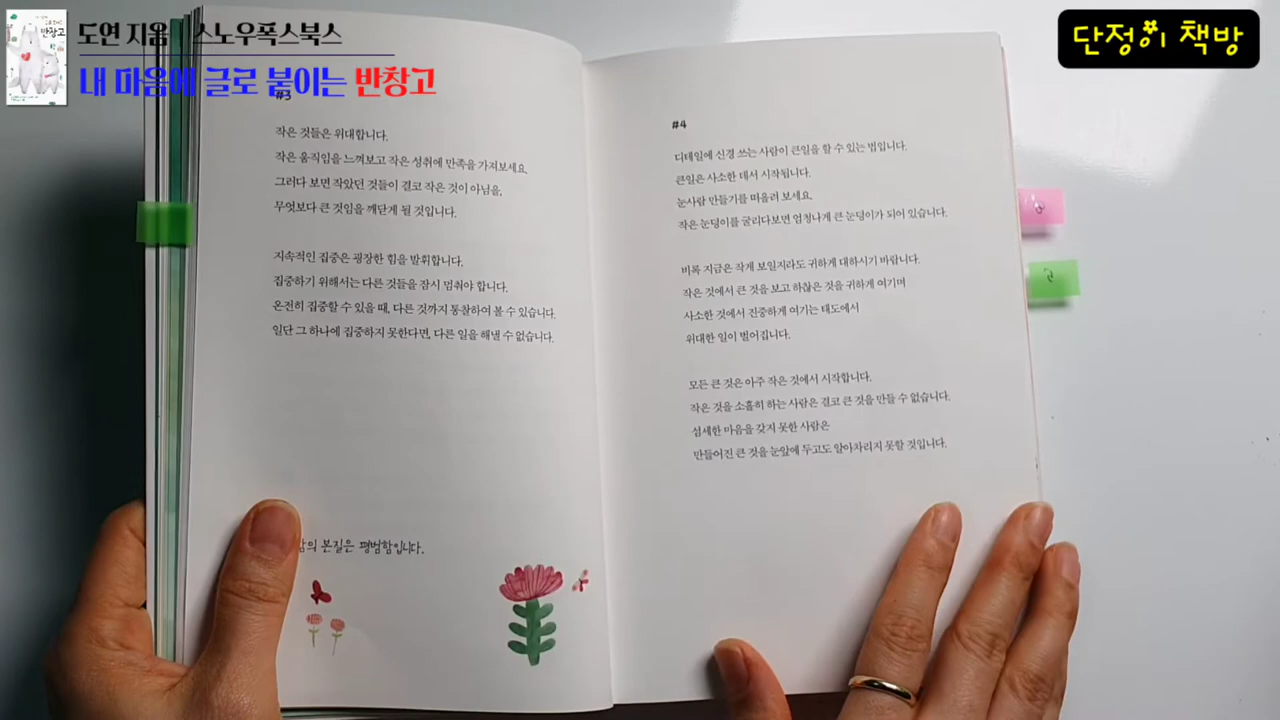 반창고
도연 지음 | 스노우폭스북스
내 마음에 글로 붙이는 반창고
단정이 책방
#3
작은 것들은 위대합니다.
작은 움직임을 느껴보고 작은 성취에 만족을 가져보세요.
그러다 보면 작았던 것들이 결코 작은 것이 아님을,
무엇보다 큰 것임을 깨닫게 될 것입니다.
지속적인 집중은 굉장한 힘을 발휘합니다.
집중하기 위해서는 다른 것들을 잠시 멈춰야 합니다.
온전히 집중할 수 있을 때, 다른 것까지 통찰하여 볼 수 있습니다.
일단 그 하나에 집중하지 못한다면, 다른 일을 해낼 수 없습니다.
함의 본질은 평범함입니다.
#4
디테일에 신경 쓰는 사람이 큰일을 할 수 있는 법입니다.
큰일은 사소한 데서 시작됩니다.
눈사람 만들기를 떠올려 보세요.
작은 눈덩이를 굴리다보면 엄청나게 큰 눈덩이가 되어 있습니다.
비록 지금은 작게 보일지라도 귀하게 대하시기 바랍니다.
작은 것에서 큰 것을 보고 하찮은 것을 귀하게 여기며
사소한 것에서 진중하게 여기는 태도에서
위대한 일이 벌어집니다.
모든 큰 것은 아주 작은 것에서 시작합니다.
작은 것을 소홀히 하는 사람은 결코 큰 것을 만들 수 없습니다.
섬세한 마음을 갖지 못한 사람은
만들어진 큰 것을 눈앞에 두고도 알아차리지 못할 것입니다.